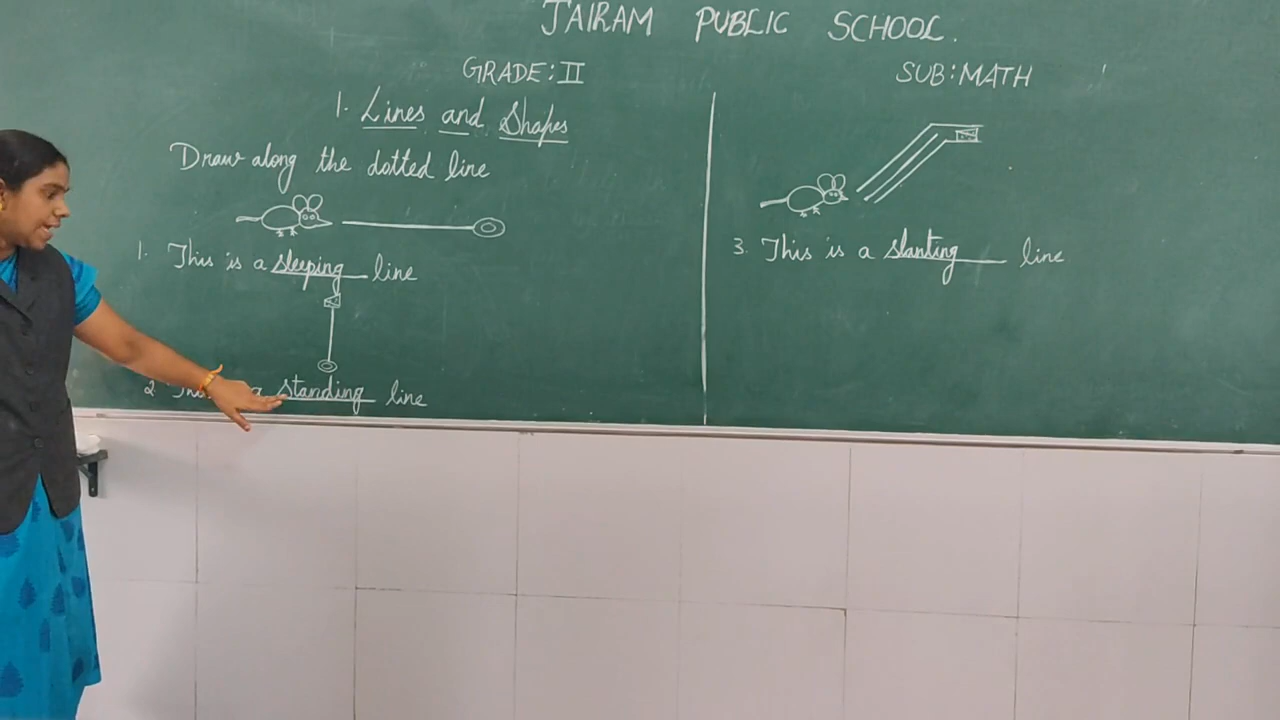 JAIRAM PUBLIC SCHOOL.
GRADE: II
SUB: MATH
1. Lines and Shapes
Draw along the dotted line
1. This is a sleeping line
2 standing line
3. This is a slanting line